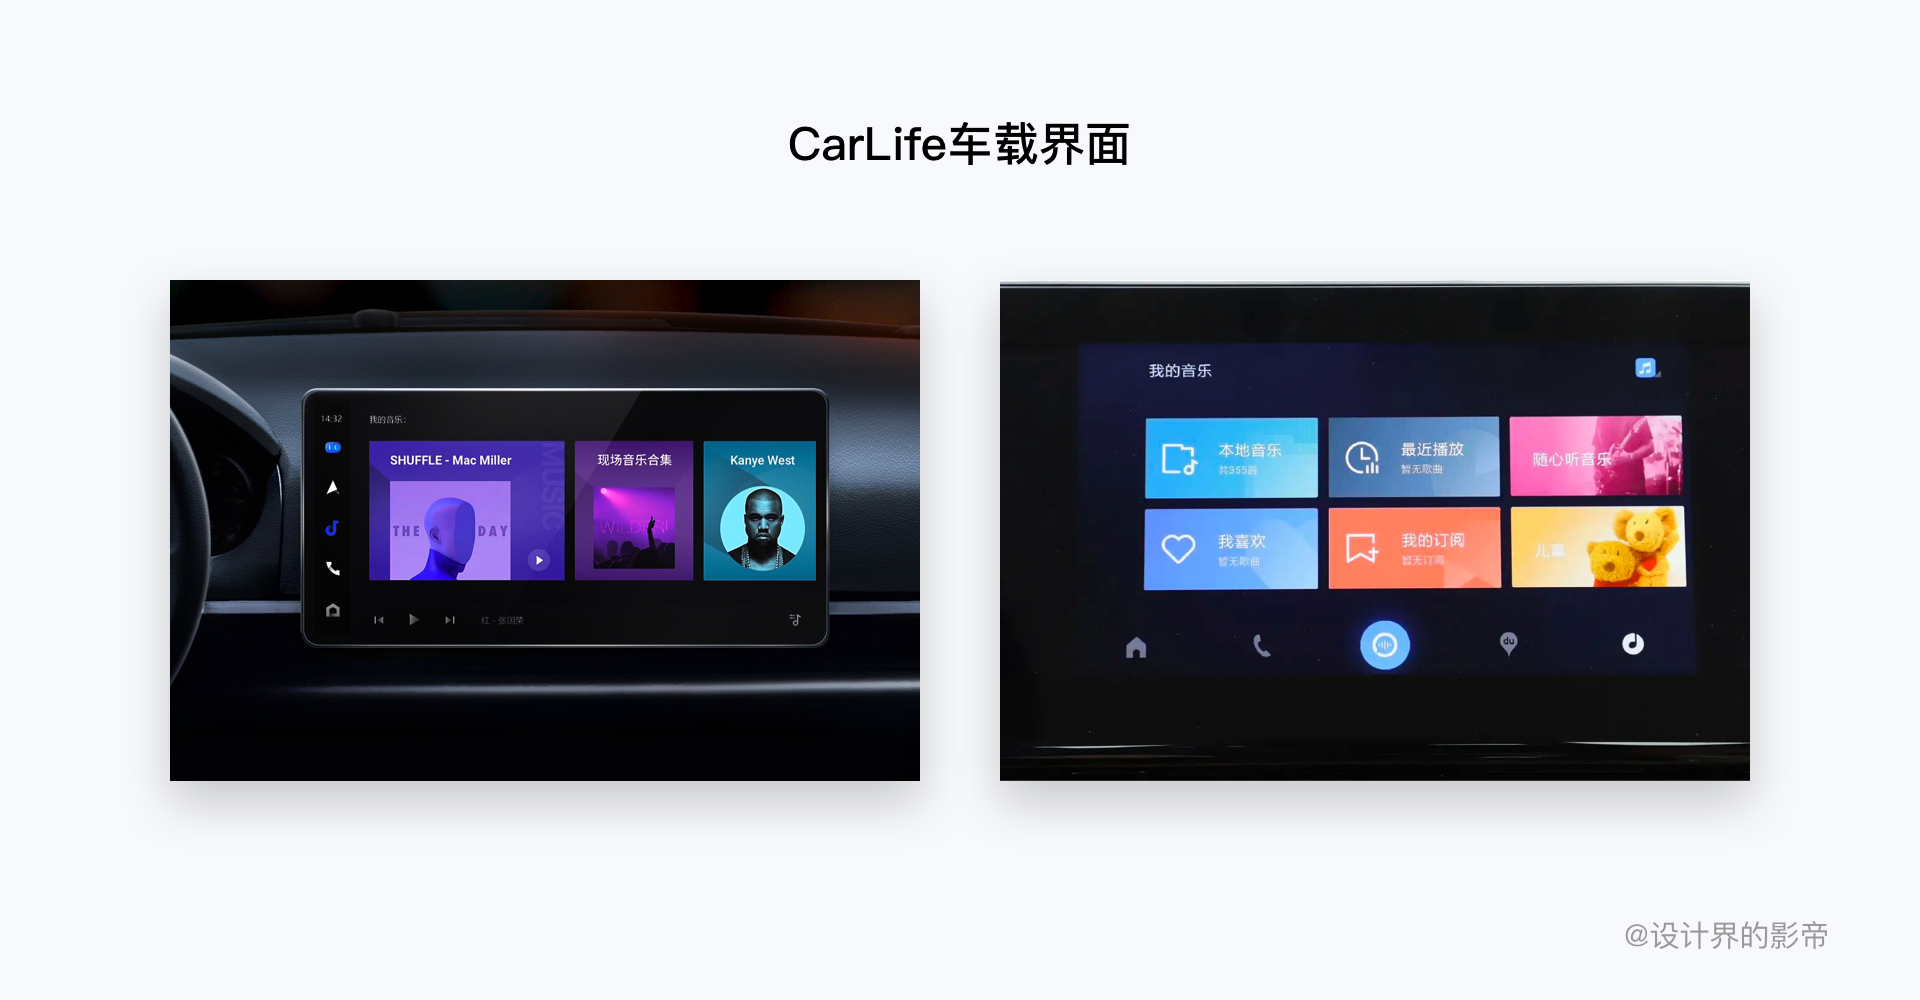 CarLife车载界面
14:32
我的音乐:
SHUFFLE - Mac Miller
MUSIC
THE DAY
现场音乐合集
WILDER!
Kanye West
红 - 张国荣
我的音乐
本地音乐
共355首
最近播放
暂无歌曲
随心听音乐
我喜欢
暂无歌曲
我的订阅
暂无订阅
儿童
du
@设计界的影帝